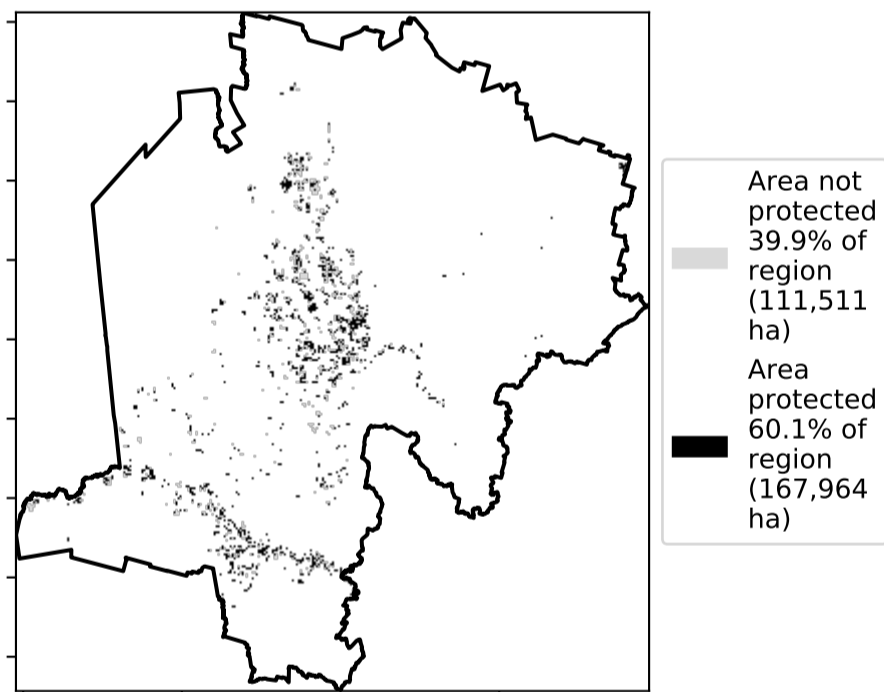 Area not
protected
39.9% of
region
(111,511
ha)
Area
protected
60.1% of
region
(167,964
ha)